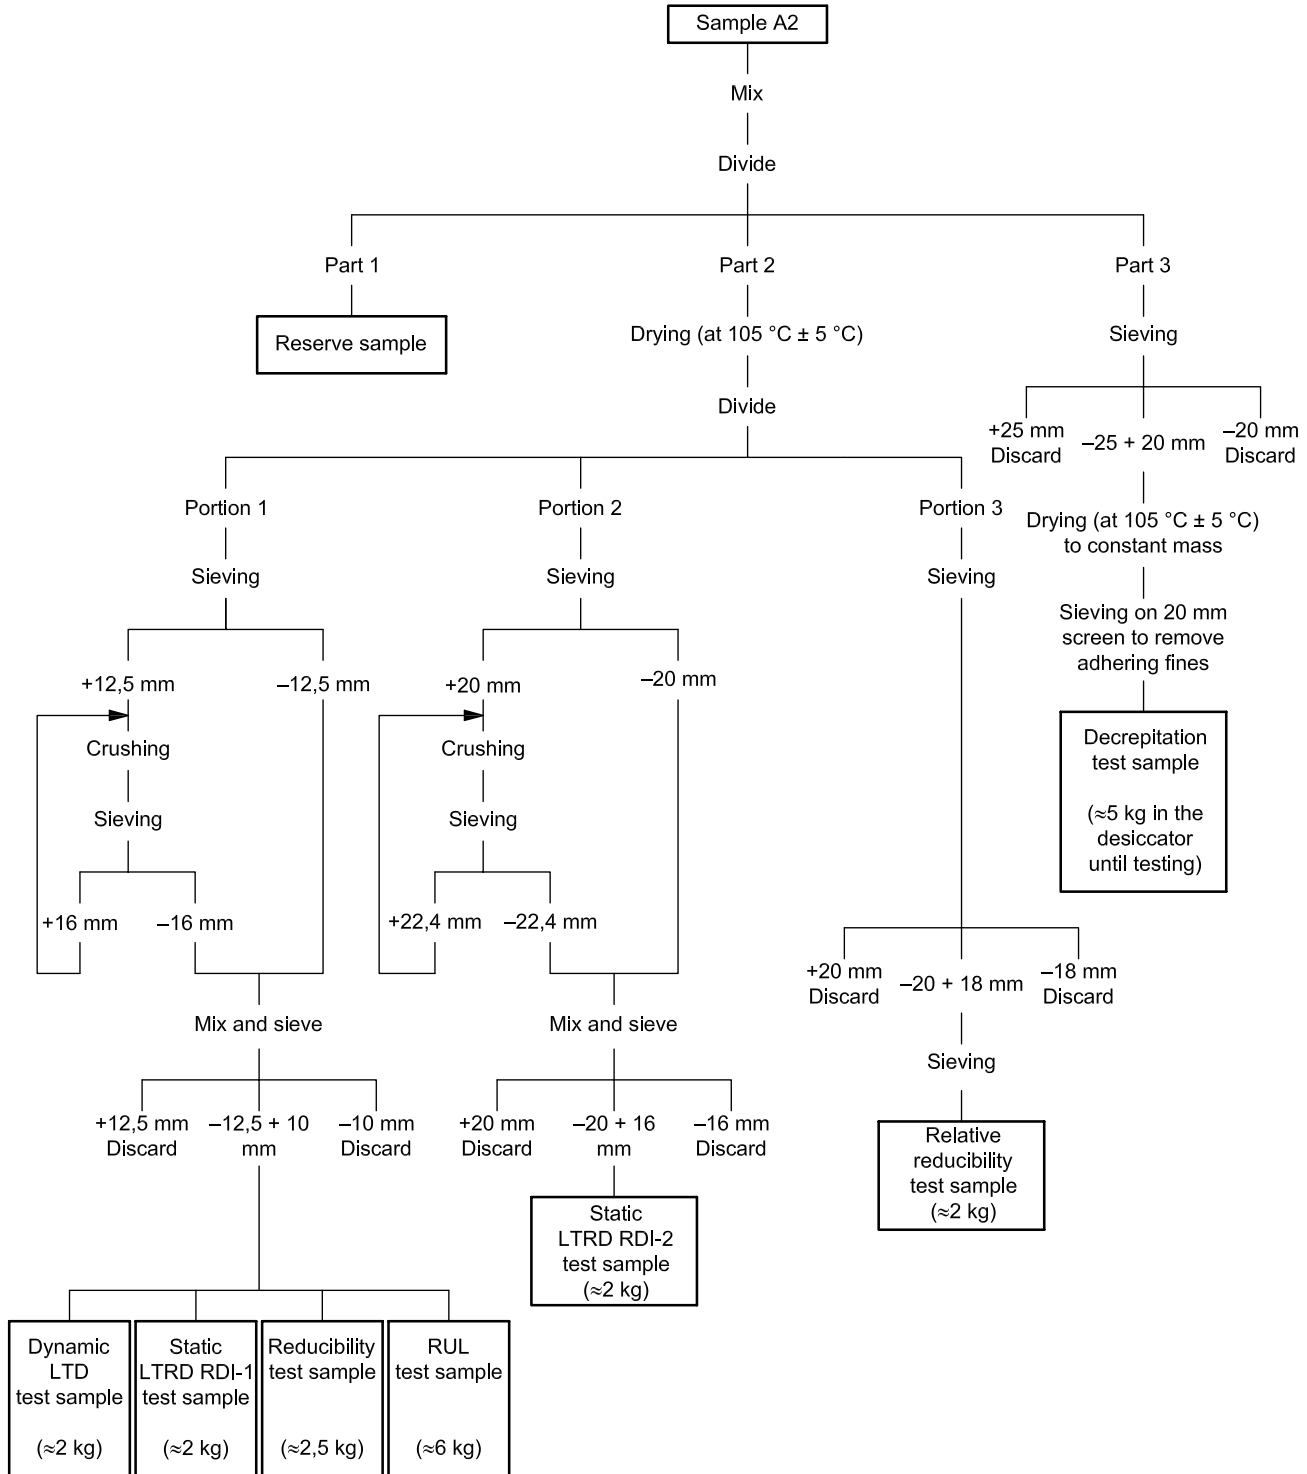 Sample A2
Mix
Divide
Part 1
Part 2
Part 3
Reserve sample
Drying (at 105 °C ± 5 °C)
Sieving
Divide
+25 mm
Discard
–25 + 20 mm
–20 mm
Discard
Portion 1
Portion 2
Portion 3
Drying (at 105 °C ± 5 °C)
to constant mass
Sieving
Sieving
Sieving
Sieving on 20 mm
screen to remove
adhering fines
+12,5 mm
–12,5 mm
+20 mm
–20 mm
Crushing
Crushing
Decrepitation
test sample
(≈5 kg in the
desiccator
until testing)
Sieving
Sieving
+16 mm
–16 mm
+22,4 mm
–22,4 mm
+20 mm
Discard
–20 + 18 mm
–18 mm
Discard
Mix and sieve
Mix and sieve
Sieving
+12,5 mm
Discard
–12,5 + 10
mm
–10 mm
Discard
+20 mm
Discard
–20 + 16
mm
–16 mm
Discard
Relative
reducibility
test sample
(≈2 kg)
Static
LTRD RDI-2
test sample
(≈2 kg)
Dynamic
LTD
test sample
(≈2 kg)
Static
LTRD RDI-1
test sample
(≈2 kg)
Reducibility
test sample
(≈2,5 kg)
RUL
test sample
(≈6 kg)